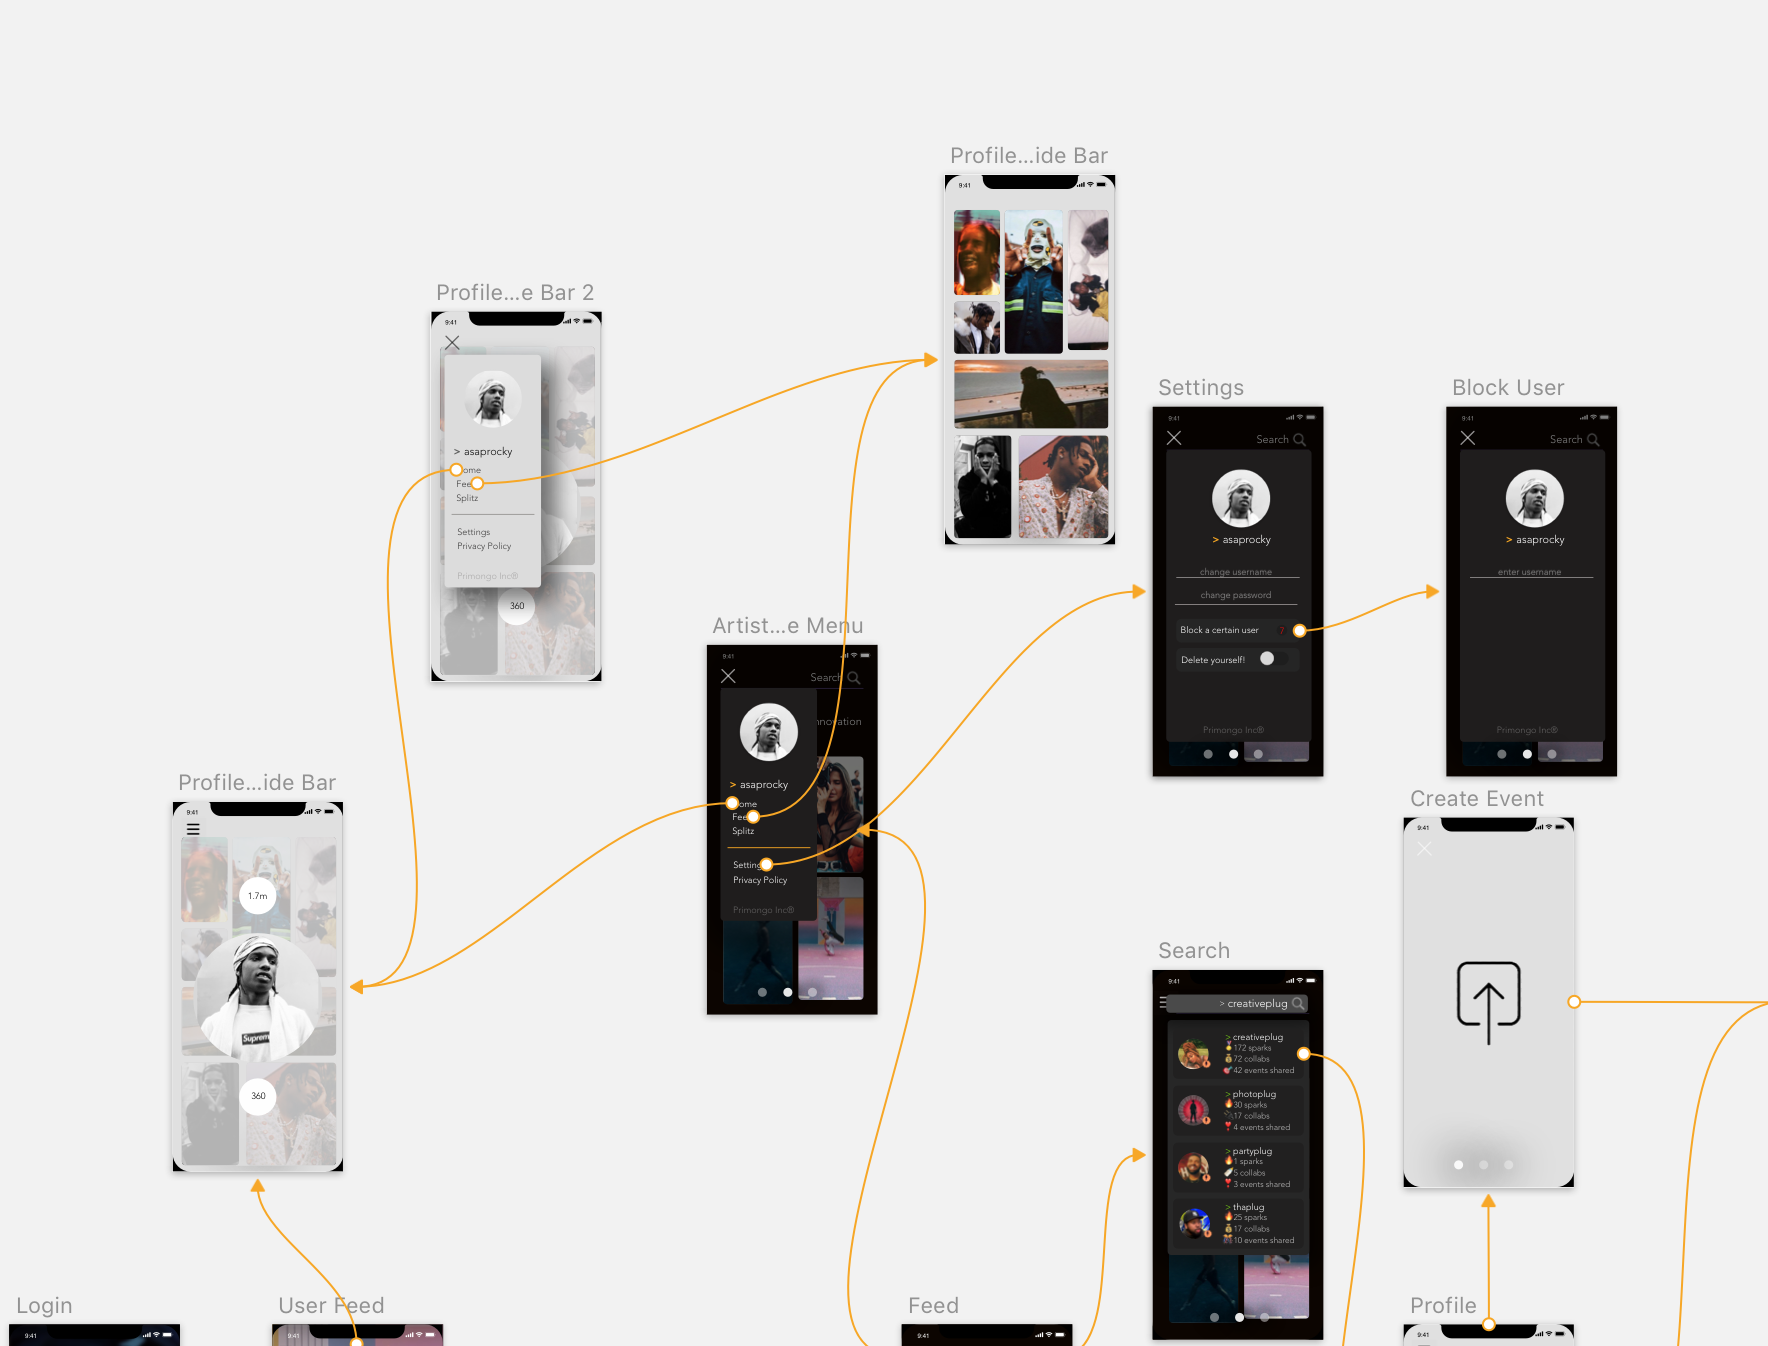 Profile...ide Bar
9:41
Profile...e Bar 2
9:41
> asaprocky
ome
Fee
Splitz
Settings
Privacy Policy
Primongo Inc®
360
Settings
9:41
Search
> asaprocky
change username
change password
Block a certain user
Delete yourself!
Primongo Inc®
Block User
9:41
Search
> asaprocky
enter username
Primongo Inc®
Artist...e Menu
9:41
Search
nnovation
> asaprocky
ome
Fee
Splitz
Setting
Privacy Policy
Primongo Inc®
Profile...ide Bar
9:41
1.7m
Suprem
360
Create Event
9:41
Search
9:41
> creativeplug
> creativeplug
172 sparks
72 collabs
42 events shared
> photoplug
30 sparks
17 collabs
4 events shared
> partyplug
1 sparks
5 collabs
3 events shared
> thaplug
25 sparks
17 collabs
10 events shared
Login
9:41
User Feed
9:41
Feed
9:41
Profile
9:41